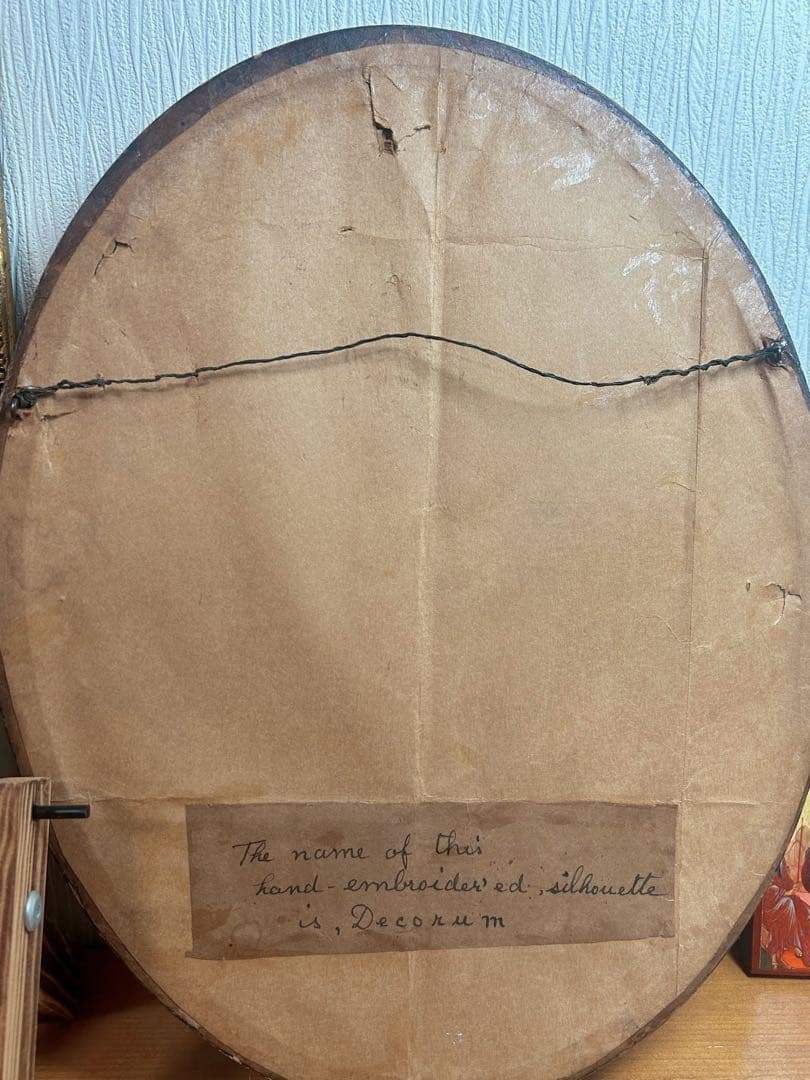 The name of this
hand-embroider'ed, silhouette
is, Decorum